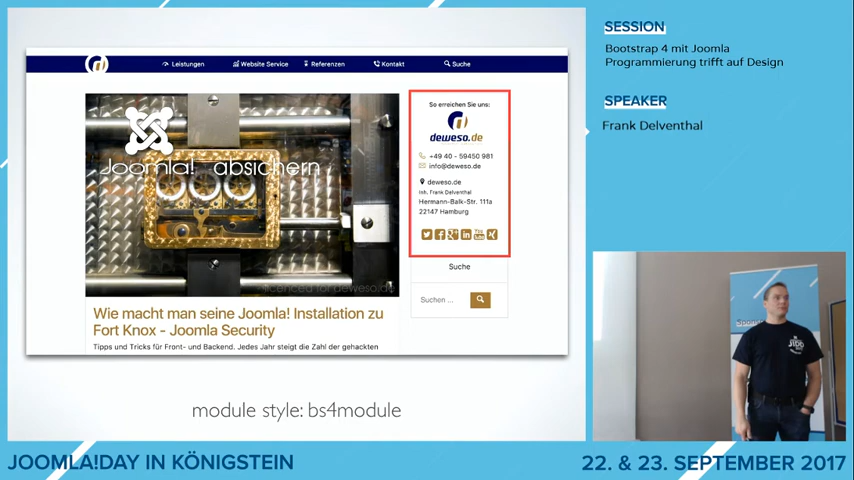 Leistungen
Website Service
Referenzen
Kontakt
Suche
Joomla! absichern
licenced for deweso.de
Wie macht man seine Joomla! Installation zu
Fort Knox - Joomla Security
Tipps und Tricks für Front- und Backend. Jedes Jahr steigt die Zahl der gehackten
So erreichen Sie uns:
deweso.de
+49 40 - 59450 981
info@deweso.de
deweso.de
Inh. Frank Delventhal
Hermann-Balk-Str. 111a
22147 Hamburg
Suche
Suchen ...
module style: bs4module
SESSION
Bootstrap 4 mit Joomla
Programmierung trifft auf Design
SPEAKER
Frank Delventhal
JOOMLA!DAY IN KÖNIGSTEIN
22. & 23. SEPTEMBER 2017